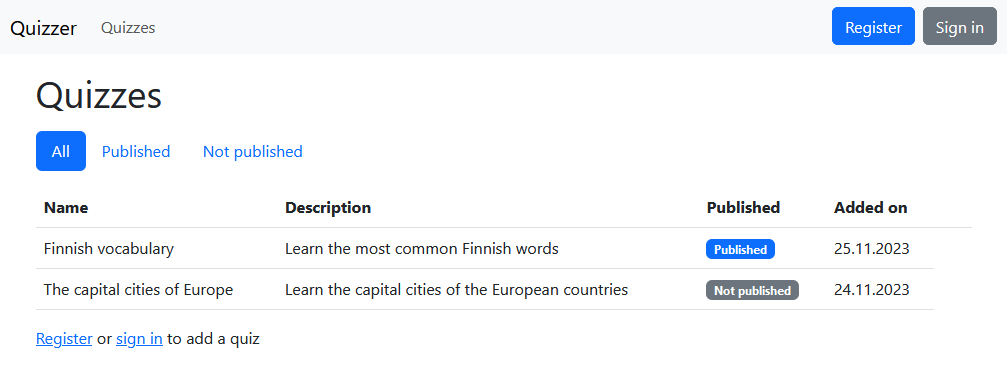 Quizzer Quizzes Register Sign in
Quizzes
All Published Not published
Name Description Published Added on
Finnish vocabulary Learn the most common Finnish words Published 25.11.2023
The capital cities of Europe Learn the capital cities of the European countries Not published 24.11.2023
Register or sign in to add a quiz